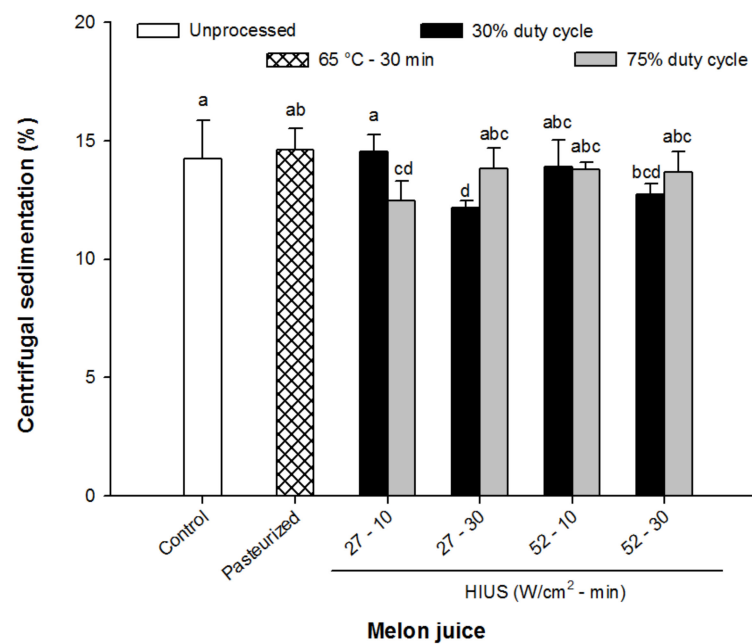 20
Unprocessed
30% duty cycle
65 °C - 30 min
75% duty cycle
15
10
5
0
Centrifugal sedimentation (%)
a
ab
a
cd
d
abc
abc
abc
bcd
abc
Control
Pasteurized
27 - 10
27 - 30
52 - 10
52 - 30
HIUS (W/cm² - min)
Melon juice